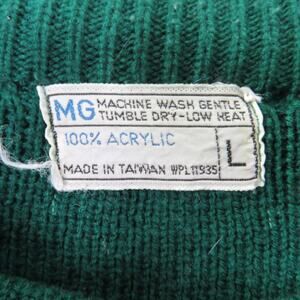 MG MACHINE WASH GENTLE
TUMBLE DRY-LOW HEAT
100% ACRYLIC
L
MADE IN TAIWAN WPL11935